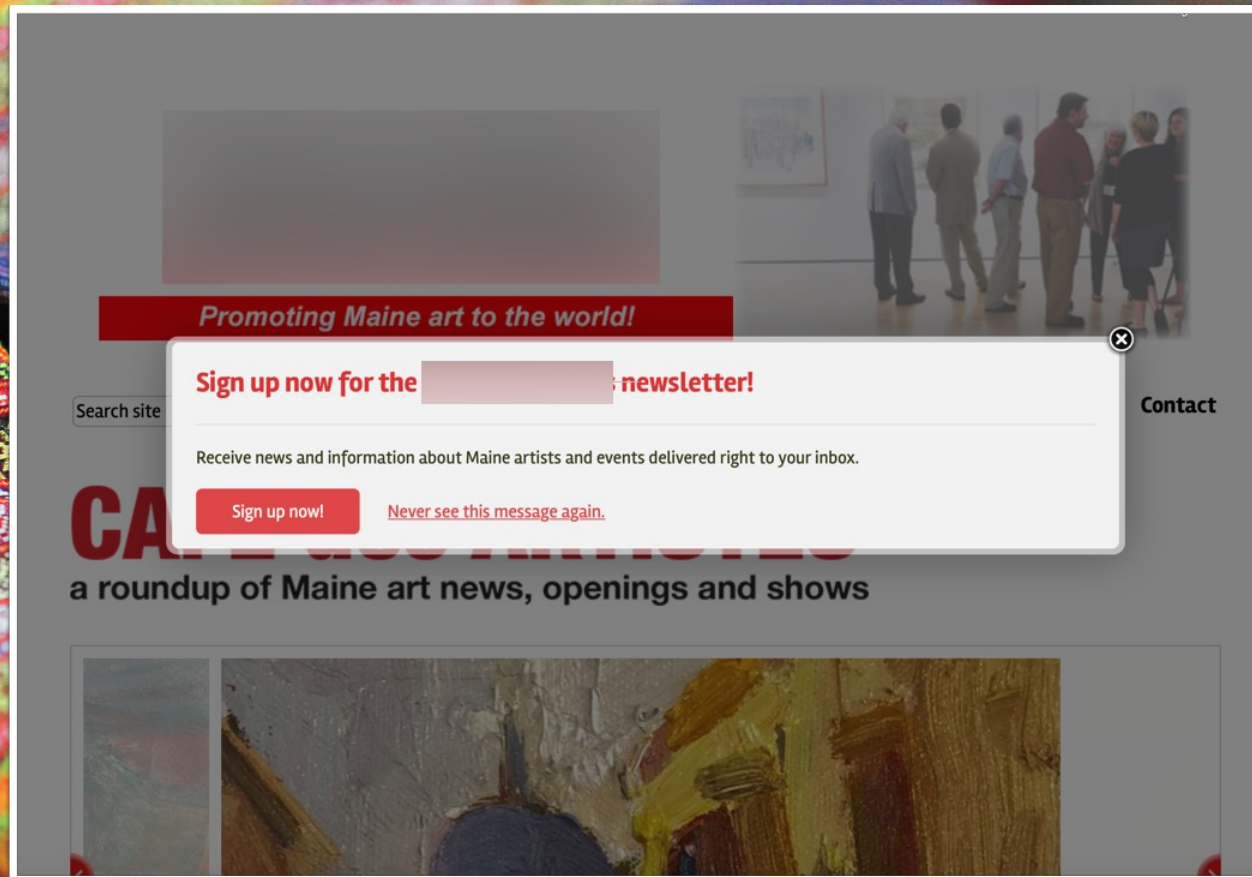 Promoting Maine art to the world!
Sign up now for the newsletter!
Search site
Contact
Receive news and information about Maine artists and events delivered right to your inbox.
Sign up now!
Never see this message again.
a roundup of Maine art news, openings and shows